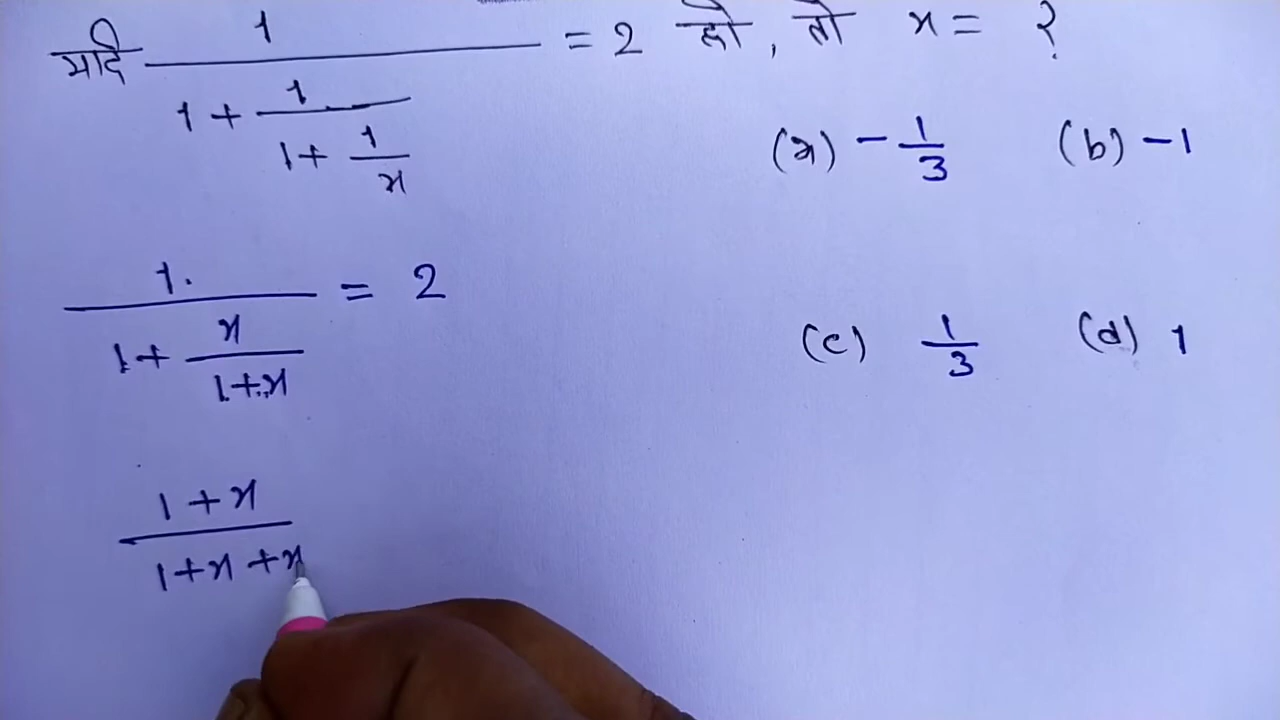 यदि 1 / (1 + 1 / (1 + 1/x)) = 2 हो, तो x = ?
(a) - 1/3 (b) - 1
1. / (1 + x / (1 + x)) = 2
(c) 1/3 (d) 1
1 + x / 1 + x + x